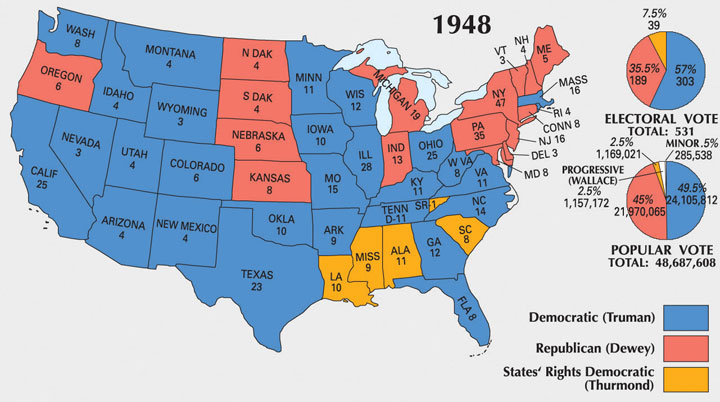 1948
WASH
8
OREGON
6
CALIF
25
NEVADA
3
IDAHO
4
MONTANA
4
WYOMING
3
UTAH
4
ARIZONA
4
COLORADO
6
NEW MEXICO
4
N DAK
4
S DAK
4
NEBRASKA
6
KANSAS
8
OKLA
10
TEXAS
23
MINN
11
IOWA
10
MO
15
ARK
9
LA
10
WIS
12
ILL
28
MICHIGAN 19
IND
13
OHIO
25
KY
11
TENN
D-11
SR-1
MISS
9
ALA
11
GA
12
FLA 8
SC
8
NC
14
VA
11
W VA
8
PA
35
NY
47
VT
3
NH
4
ME
5
MASS
16
RI 4
CONN 8
NJ 16
DEL 3
MD 8
7.5%
39
35.5%
189
57%
303
ELECTORAL VOTE
TOTAL: 531
MINOR .5%
285,538
2.5%
1,169,021
PROGRESSIVE
(WALLACE)
2.5%
1,157,172
45%
21,970,065
49.5%
24,105,812
POPULAR VOTE
TOTAL: 48,687,608
Democratic (Truman)
Republican (Dewey)
States' Rights Democratic
(Thurmond)